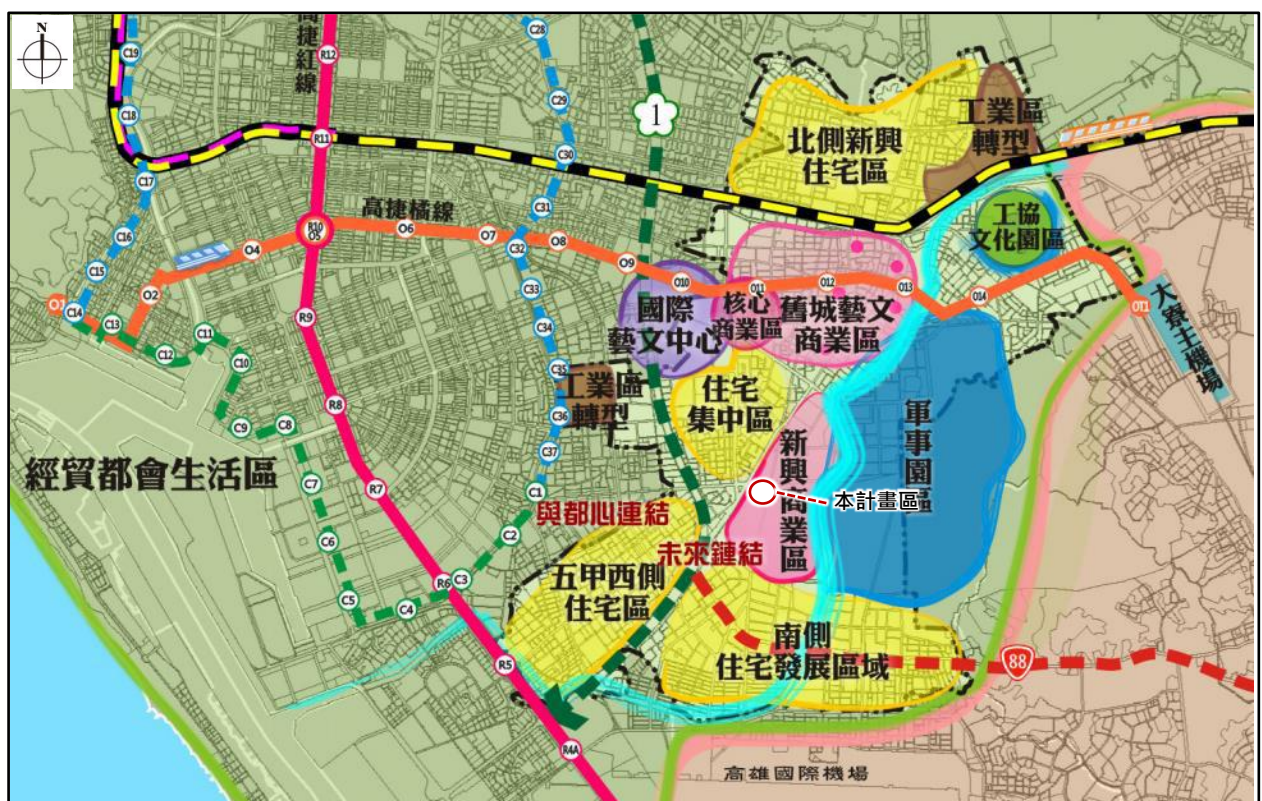 N
高捷紅線
C19
C18
C17
C16
C15
C14
R12
R11
C28
C29
C30
C31
1
北側新興
住宅區
工業區
轉型
工協
文化園區
高捷橘線
O1
O2
O4
R10
O5
O6
O7
O8
O9
O10
O11
O12
O13
O14
OT1
大寮主機場
C32
C33
C34
C35
C36
C37
C1
C2
C3
C4
C5
C6
C7
C8
C9
C10
C11
C12
C13
國際
藝文中心
核心
商業區
舊城藝文
商業區
工業區
轉型
住宅
集中區
新興商業區
軍事園區
本計畫區
R9
R8
R7
R6
R5
R4A
經貿都會生活區
與都心連結
未來鏈結
五甲西側
住宅區
南側
住宅發展區域
88
高雄國際機場